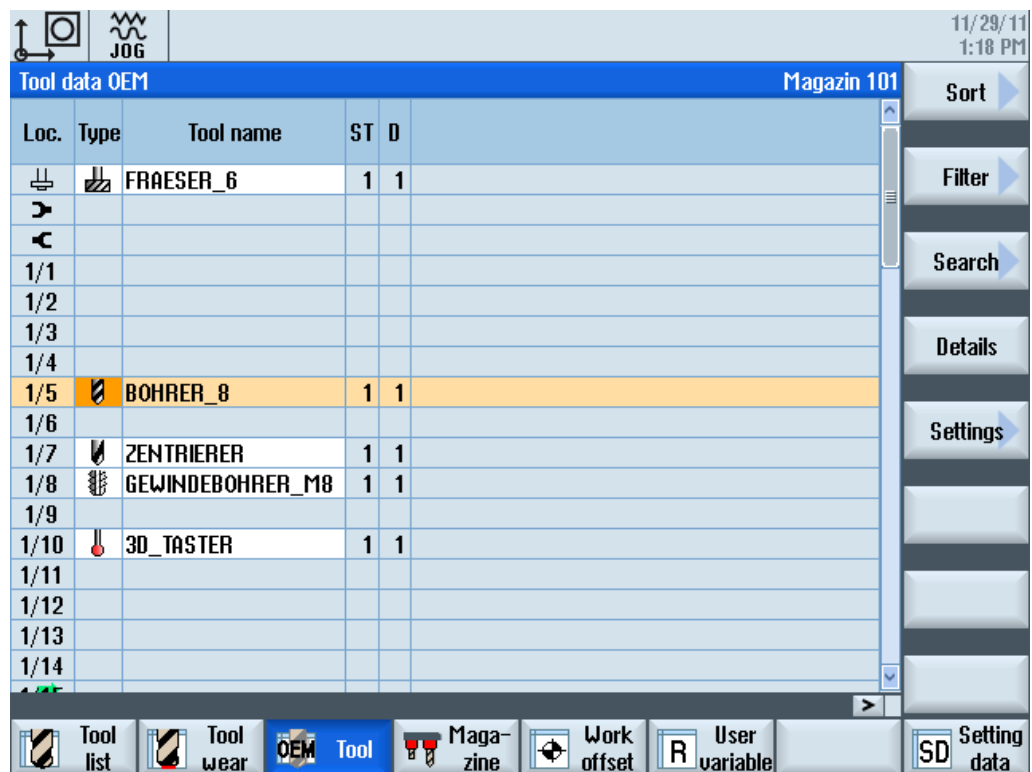 11/29/11
JOG
1:18 PM
Tool data OEM Magazin 101
Sort
Loc. Type Tool name ST D
FRAESER_6 1 1
Filter
1/1
Search
1/2
1/3
Details
1/4
1/5 BOHRER_8 1 1
1/6
Settings
1/7 ZENTRIERER 1 1
1/8 GEWINDEBOHRER_M8 1 1
1/9
1/10 3D_TASTER 1 1
1/11
1/12
1/13
1/14
>
Tool list
Tool wear
OEM Tool
Maga-
zine
Work offset
R User variable
SD Setting data